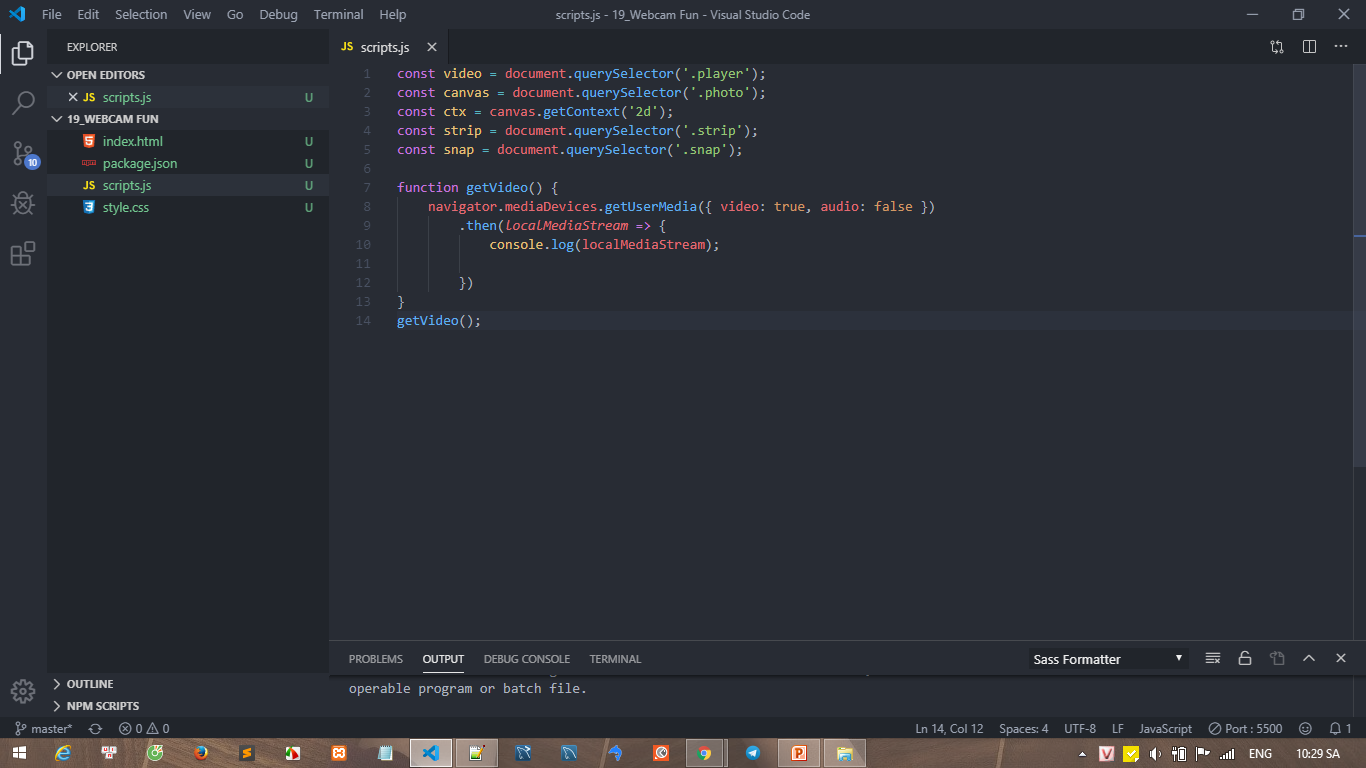 File Edit Selection View Go Debug Terminal Help
scripts.js - 19_Webcam Fun - Visual Studio Code
EXPLORER
OPEN EDITORS
JS scripts.js U
19_WEBCAM FUN
index.html U
package.json U
JS scripts.js U
style.css U
10
OUTLINE
NPM SCRIPTS
JS scripts.js
1 const video = document.querySelector('.player');
2 const canvas = document.querySelector('.photo');
3 const ctx = canvas.getContext('2d');
4 const strip = document.querySelector('.strip');
5 const snap = document.querySelector('.snap');
6
7 function getVideo() {
8 navigator.mediaDevices.getUserMedia({ video: true, audio: false })
9 .then(localMediaStream => {
10 console.log(localMediaStream);
11
12 })
13 }
14 getVideo();
PROBLEMS OUTPUT DEBUG CONSOLE TERMINAL
Sass Formatter
operable program or batch file.
master* 0 0
Ln 14, Col 12 Spaces: 4 UTF-8 LF JavaScript Port : 5500 1
ENG 10:29 SA